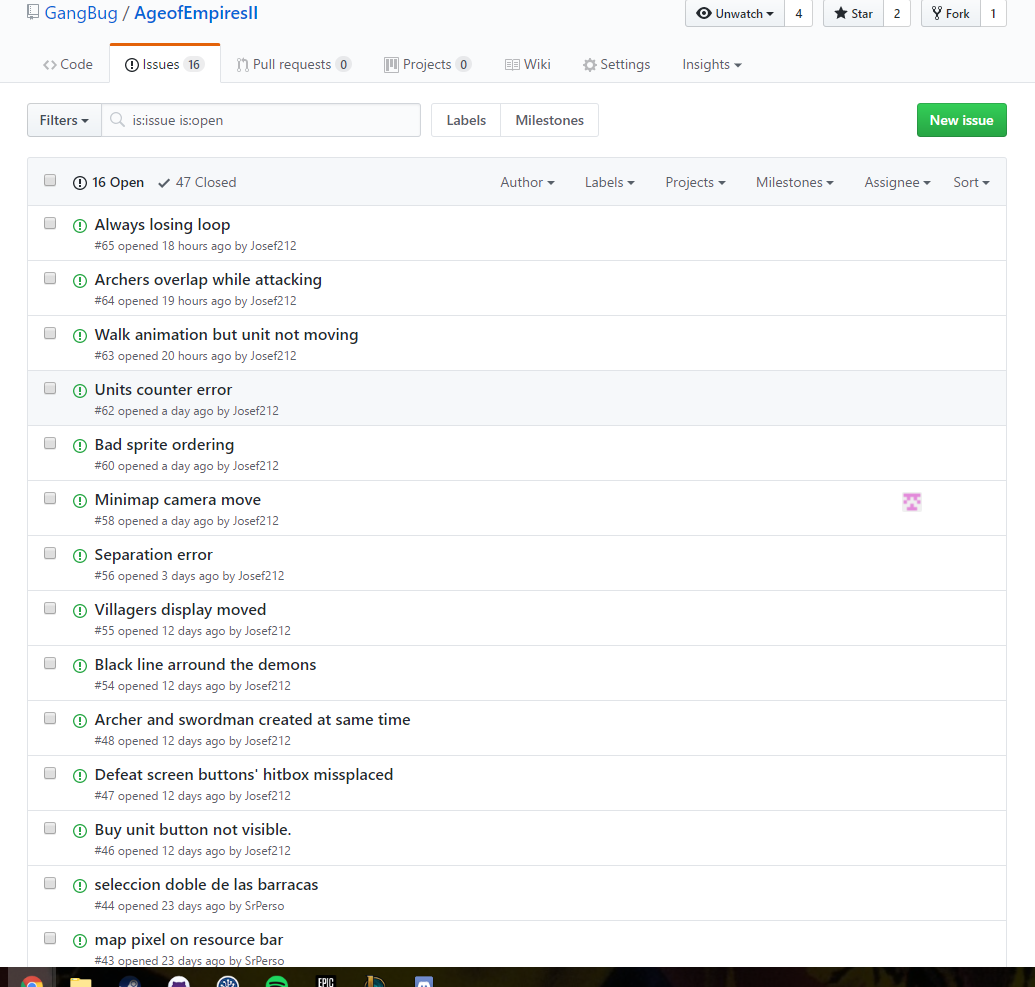 GangBug / AgeofEmpiresII
Unwatch 4 Star 2 Fork 1
Code Issues 16 Pull requests 0 Projects 0 Wiki Settings Insights
Filters is:issue is:open Labels Milestones New issue
16 Open 47 Closed Author Labels Projects Milestones Assignee Sort
Always losing loop
#65 opened 18 hours ago by Josef212
Archers overlap while attacking
#64 opened 19 hours ago by Josef212
Walk animation but unit not moving
#63 opened 20 hours ago by Josef212
Units counter error
#62 opened a day ago by Josef212
Bad sprite ordering
#60 opened a day ago by Josef212
Minimap camera move
#58 opened a day ago by Josef212
Separation error
#56 opened 3 days ago by Josef212
Villagers display moved
#55 opened 12 days ago by Josef212
Black line arround the demons
#54 opened 12 days ago by Josef212
Archer and swordman created at same time
#48 opened 12 days ago by Josef212
Defeat screen buttons' hitbox missplaced
#47 opened 12 days ago by Josef212
Buy unit button not visible.
#46 opened 12 days ago by Josef212
seleccion doble de las barracas
#44 opened 23 days ago by SrPerso
map pixel on resource bar
#43 opened 23 days ago by SrPerso
EPIC